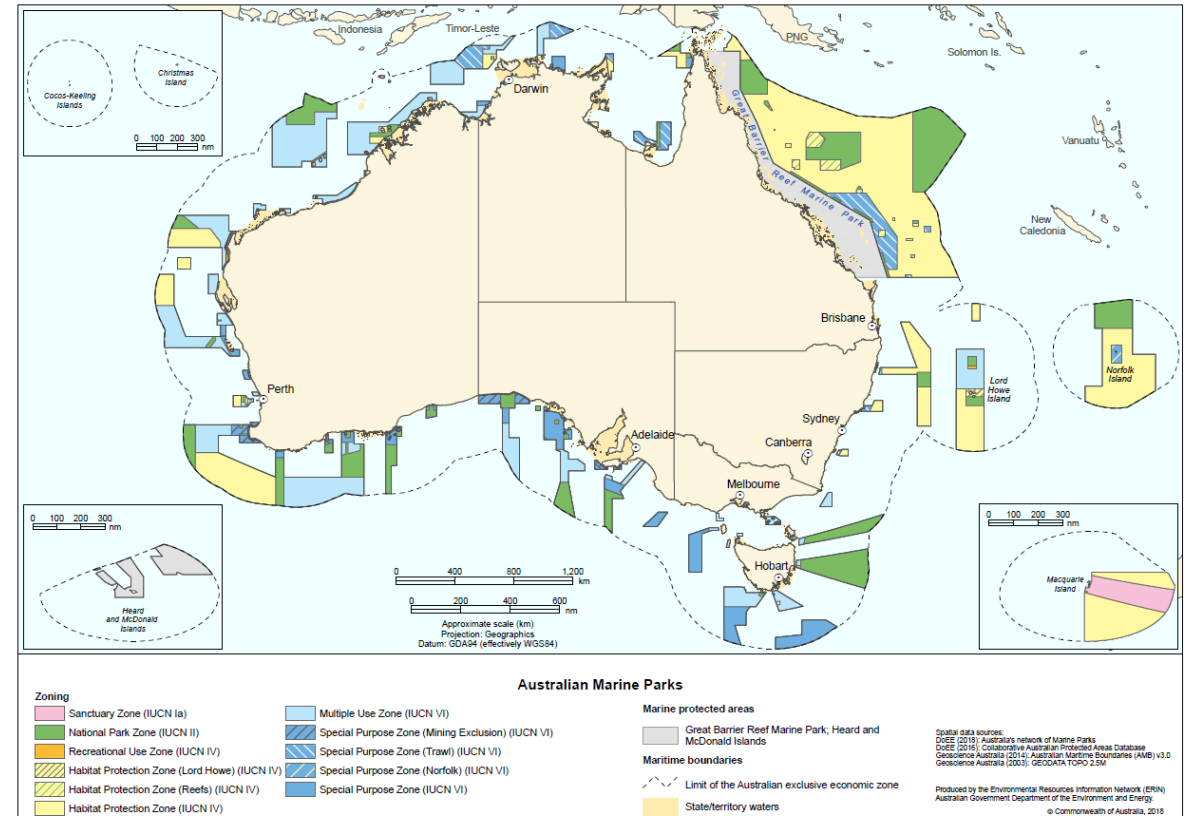 Indonesia
Timor-Leste
PNG
Solomon Is.
Cocos-Keeling
Islands
Christmas
Island
0 100 200 300
nm
Darwin
Great Barrier Reef Marine Park
Vanuatu
New
Caledonia
Brisbane
Perth
Lord
Howe
Island
Norfolk
Island
Sydney
Adelaide
Canberra
Melbourne
Hobart
0 100 200 300
nm
Heard
and McDonald
Islands
0 400 800 1,200
km
0 200 400 600
nm
Approximate scale (km)
Projection: Geographics
Datum: GDA94 (effectively WGS84)
0 100 200 300
nm
Macquarie
Island
Australian Marine Parks
Zoning
Sanctuary Zone (IUCN Ia)
National Park Zone (IUCN II)
Recreational Use Zone (IUCN IV)
Habitat Protection Zone (Lord Howe) (IUCN IV)
Habitat Protection Zone (Reefs) (IUCN IV)
Habitat Protection Zone (IUCN IV)
Multiple Use Zone (IUCN VI)
Special Purpose Zone (Mining Exclusion) (IUCN VI)
Special Purpose Zone (Trawl) (IUCN VI)
Special Purpose Zone (Norfolk) (IUCN VI)
Special Purpose Zone (IUCN VI)
Marine protected areas
Great Barrier Reef Marine Park; Heard and
McDonald Islands
Maritime boundaries
Limit of the Australian exclusive economic zone
State/territory waters
Spatial data sources:
DoEE (2018): Australia's network of Marine Parks
DoEE (2016): Collaborative Australian Protected Areas Database
Geoscience Australia (2014): Australian Maritime Boundaries (AMB) v3.0
Geoscience Australia (2003): GEODATA TOPO 2.5M
Produced by the Environmental Resources Information Network (ERIN)
Australian Government Department of the Environment and Energy.
© Commonwealth of Australia, 2018